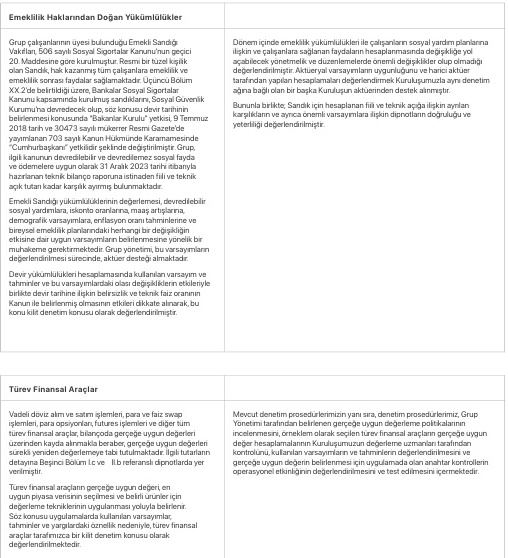 Emeklilik Haklarından Doğan Yükümlülükler
Grup çalışanlarının üyesi bulunduğu Emekli Sandığı
Vakıfları, 506 sayılı Sosyal Sigortalar Kanunu'nun geçici
20. Maddesine göre kurulmuştur. Resmi bir tüzel kişilik
olan Sandık, hak kazanmış tüm çalışanlara emeklilik ve
emeklilik sonrası faydalar sağlamaktadır. Üçüncü Bölüm
XX.2'de belirtildiği üzere, Bankalar Sosyal Sigortalar
Kanunu kapsamında kurulmuş sandıklarını, Sosyal Güvenlik
Kurumu'na devredecek olup, söz konusu devir tarihinin
belirlenmesi konusunda "Bakanlar Kurulu" yetkisi, 9 Temmuz
2018 tarih ve 30473 sayılı mükerrer Resmi Gazete'de
yayımlanan 703 sayılı Kanun Hükmünde Kararnamesinde
"Cumhurbaşkanı" yetkilidir şeklinde değiştirilmiştir. Grup,
ilgili kanunun devredilebilir ve devredilemez sosyal fayda
ve ödemelere uygun olarak 31 Aralık 2023 tarihi itibarıyla
hazırlanan teknik bilanço raporuna istinaden fiili ve teknik
açık tutarı kadar karşılık ayırmış bulunmaktadır.
Emekli Sandığı yükümlülüklerinin değerlemesi, devredilebilir
sosyal yardımlara, iskonto oranlarına, maaş artışlarına,
demografik varsayımlara, enflasyon oranı tahminlerine ve
bireysel emeklilik planlarındaki herhangi bir değişikliğin
etkisine dair uygun varsayımların belirlenmesine yönelik bir
muhakeme gerektirmektedir. Grup yönetimi, bu varsayımların
değerlendirilmesi sürecinde, aktüer desteği almaktadır.
Devir yükümlülükleri hesaplamasında kullanılan varsayım ve
tahminler ve bu varsayımlardaki olası değişikliklerin etkileriyle
birlikte devir tarihine ilişkin belirsizlik ve teknik faiz oranının
Kanun ile belirlenmiş olmasının etkileri dikkate alınarak, bu
konu kilit denetim konusu olarak değerlendirilmiştir.
Dönem içinde emeklilik yükümlülükleri ile çalışanların sosyal yardım planlarına
ilişkin ve çalışanlara sağlanan faydaların hesaplanmasında değişikliğe yol
açabilecek yönetmelik ve düzenlemelerde önemli değişiklikler olup olmadığı
değerlendirilmiştir. Aktüeryal varsayımların uygunluğunu ve harici aktüer
tarafından yapılan hesaplamaları değerlendirmek Kuruluşumuzla aynı denetim
ağına bağlı olan bir başka Kuruluşun aktüerinden destek alınmıştır.
Bununla birlikte; Sandık için hesaplanan fiili ve teknik açığa ilişkin ayrılan
karşılıkların ve ayrıca önemli varsayımlara ilişkin dipnotların doğruluğu ve
yeterliliği değerlendirilmiştir.
Türev Finansal Araçlar
Vadeli döviz alım ve satım işlemleri, para ve faiz swap
işlemleri, para opsiyonları, futures işlemleri ve diğer tüm
türev finansal araçlar, bilançoda gerçeğe uygun değerleri
üzerinden kayda alınmakla beraber, gerçeğe uygun değerleri
sürekli yeniden değerlemeye tabi tutulmaktadır. İlgili tutarların
detayına Beşinci Bölüm I.c ve II.b referanslı dipnotlarda yer
verilmiştir.
Türev finansal araçların gerçeğe uygun değeri, en
uygun piyasa verisinin seçilmesi ve belirli ürünler için
değerleme tekniklerinin uygulanması yoluyla belirlenir.
Söz konusu uygulamalarda kullanılan varsayımlar,
tahminler ve yargılardaki öznellik nedeniyle, türev finansal
araçlar tarafımızca bir kilit denetim konusu olarak
değerlendirilmektedir.
Mevcut denetim prosedürlerimizin yanı sıra, denetim prosedürlerimiz, Grup
Yönetimi tarafından belirlenen gerçeğe uygun değerleme politikalarının
incelenmesini, örneklem olarak seçilen türev finansal araçların gerçeğe uygun
değer hesaplamalarının Kuruluşumuzun değerleme uzmanları tarafından
kontrolünü, kullanılan varsayımların ve tahminlerin değerlendirilmesini ve
gerçeğe uygun değerin belirlenmesi için uygulamada olan anahtar kontrollerin
operasyonel etkinliğinin değerlendirilmesini ve test edilmesini içermektedir.